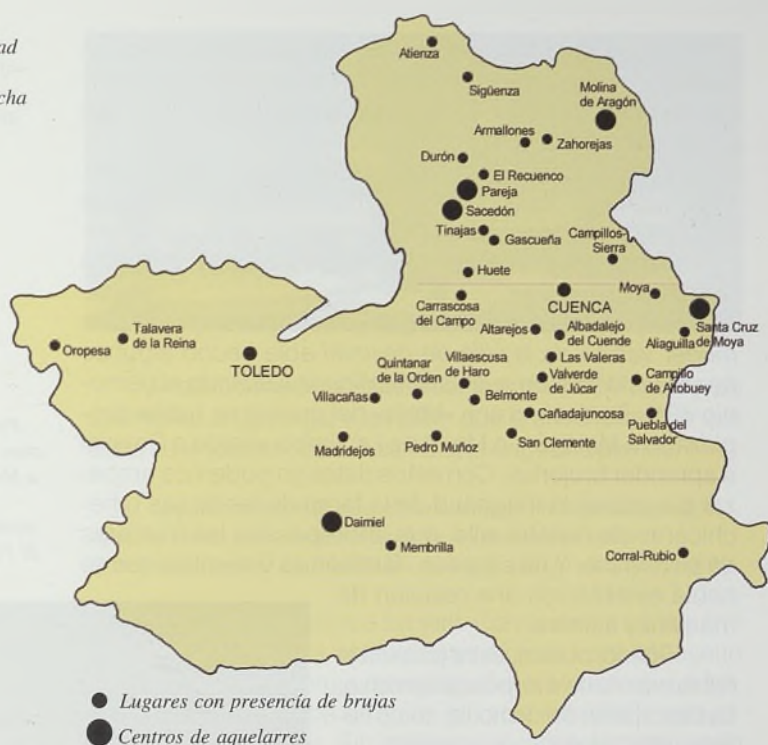 ad
cha
Atienza
Sigüenza
Molina
de Aragón
Armallones
Zahorejas
Durón
El Recuenco
Pareja
Sacedón
Tinajas
Gascueña
Campillos-
Sierra
Huete
Moya
Carrascosa
del Campo
CUENCA
Santa Cruz
de Moya
Altarejos
Albadalejo
del Cuende
Aliaguilla
Talavera
de la Reina
Oropesa
TOLEDO
Las Valeras
Quintanar
de la Orden
Villaescusa
de Haro
Valverde
de Júcar
Campillo
de Altobuey
Villacañas
Belmonte
Cañadajuncosa
Puebla del
Salvador
Madridejos
Pedro Muñoz
San Clemente
Daimiel
Membrilla
Corral-Rubio
Lugares con presencía de brujas
Centros de aquelarres